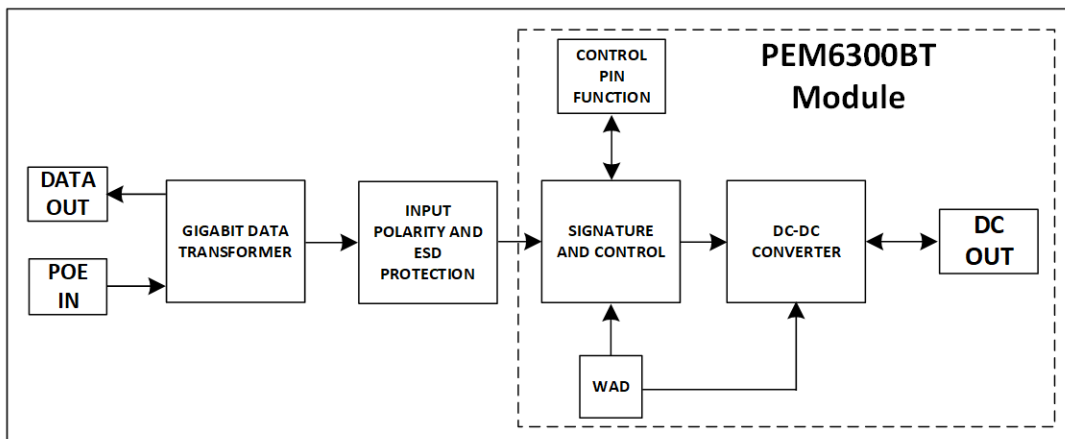 PEM6300BT
Module
CONTROL
PIN
FUNCTION
DATA
OUT
POE
IN
GIGABIT DATA
TRANSFORMER
INPUT
POLARITY AND
ESD
PROTECTION
SIGNATURE
AND CONTROL
DC-DC
CONVERTER
DC
OUT
WAD